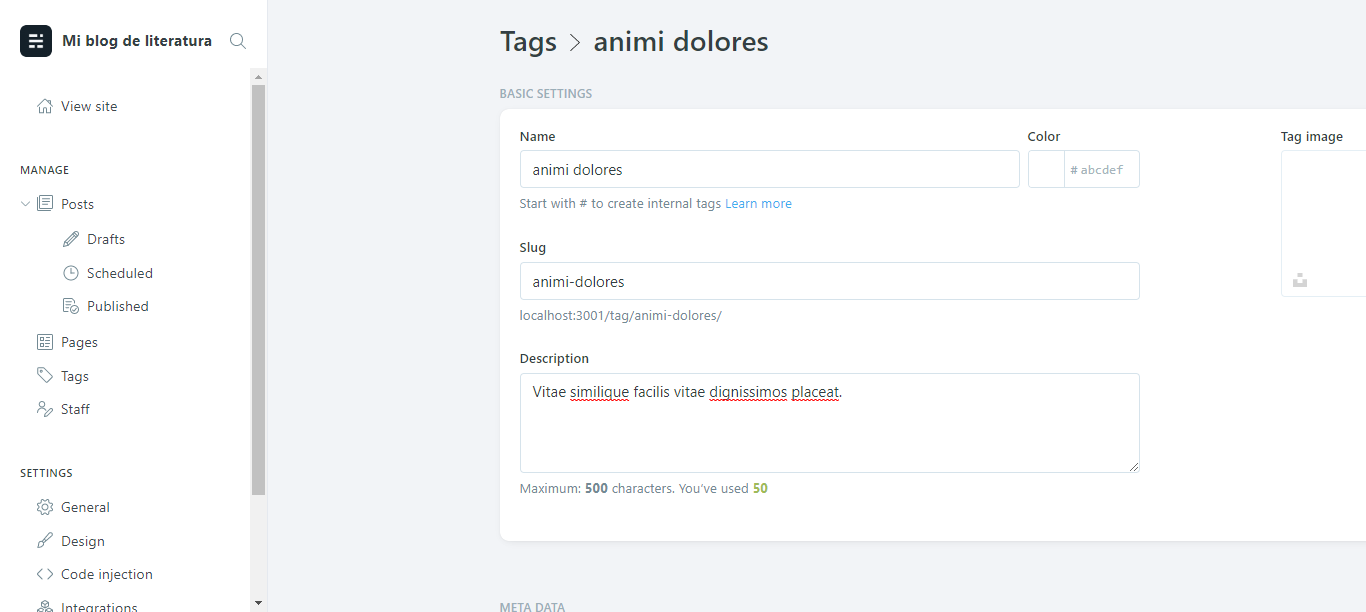 Mi blog de literatura
View site
MANAGE
Posts
Drafts
Scheduled
Published
Pages
Tags
Staff
SETTINGS
General
Design
Code injection
Integrations
Tags > animi dolores
BASIC SETTINGS
Name
animi dolores
Start with # to create internal tags Learn more
Color
# abcdef
Tag image
Slug
animi-dolores
localhost:3001/tag/animi-dolores/
Description
Vitae similique facilis vitae dignissimos placeat.
Maximum: 500 characters. You've used 50
META DATA